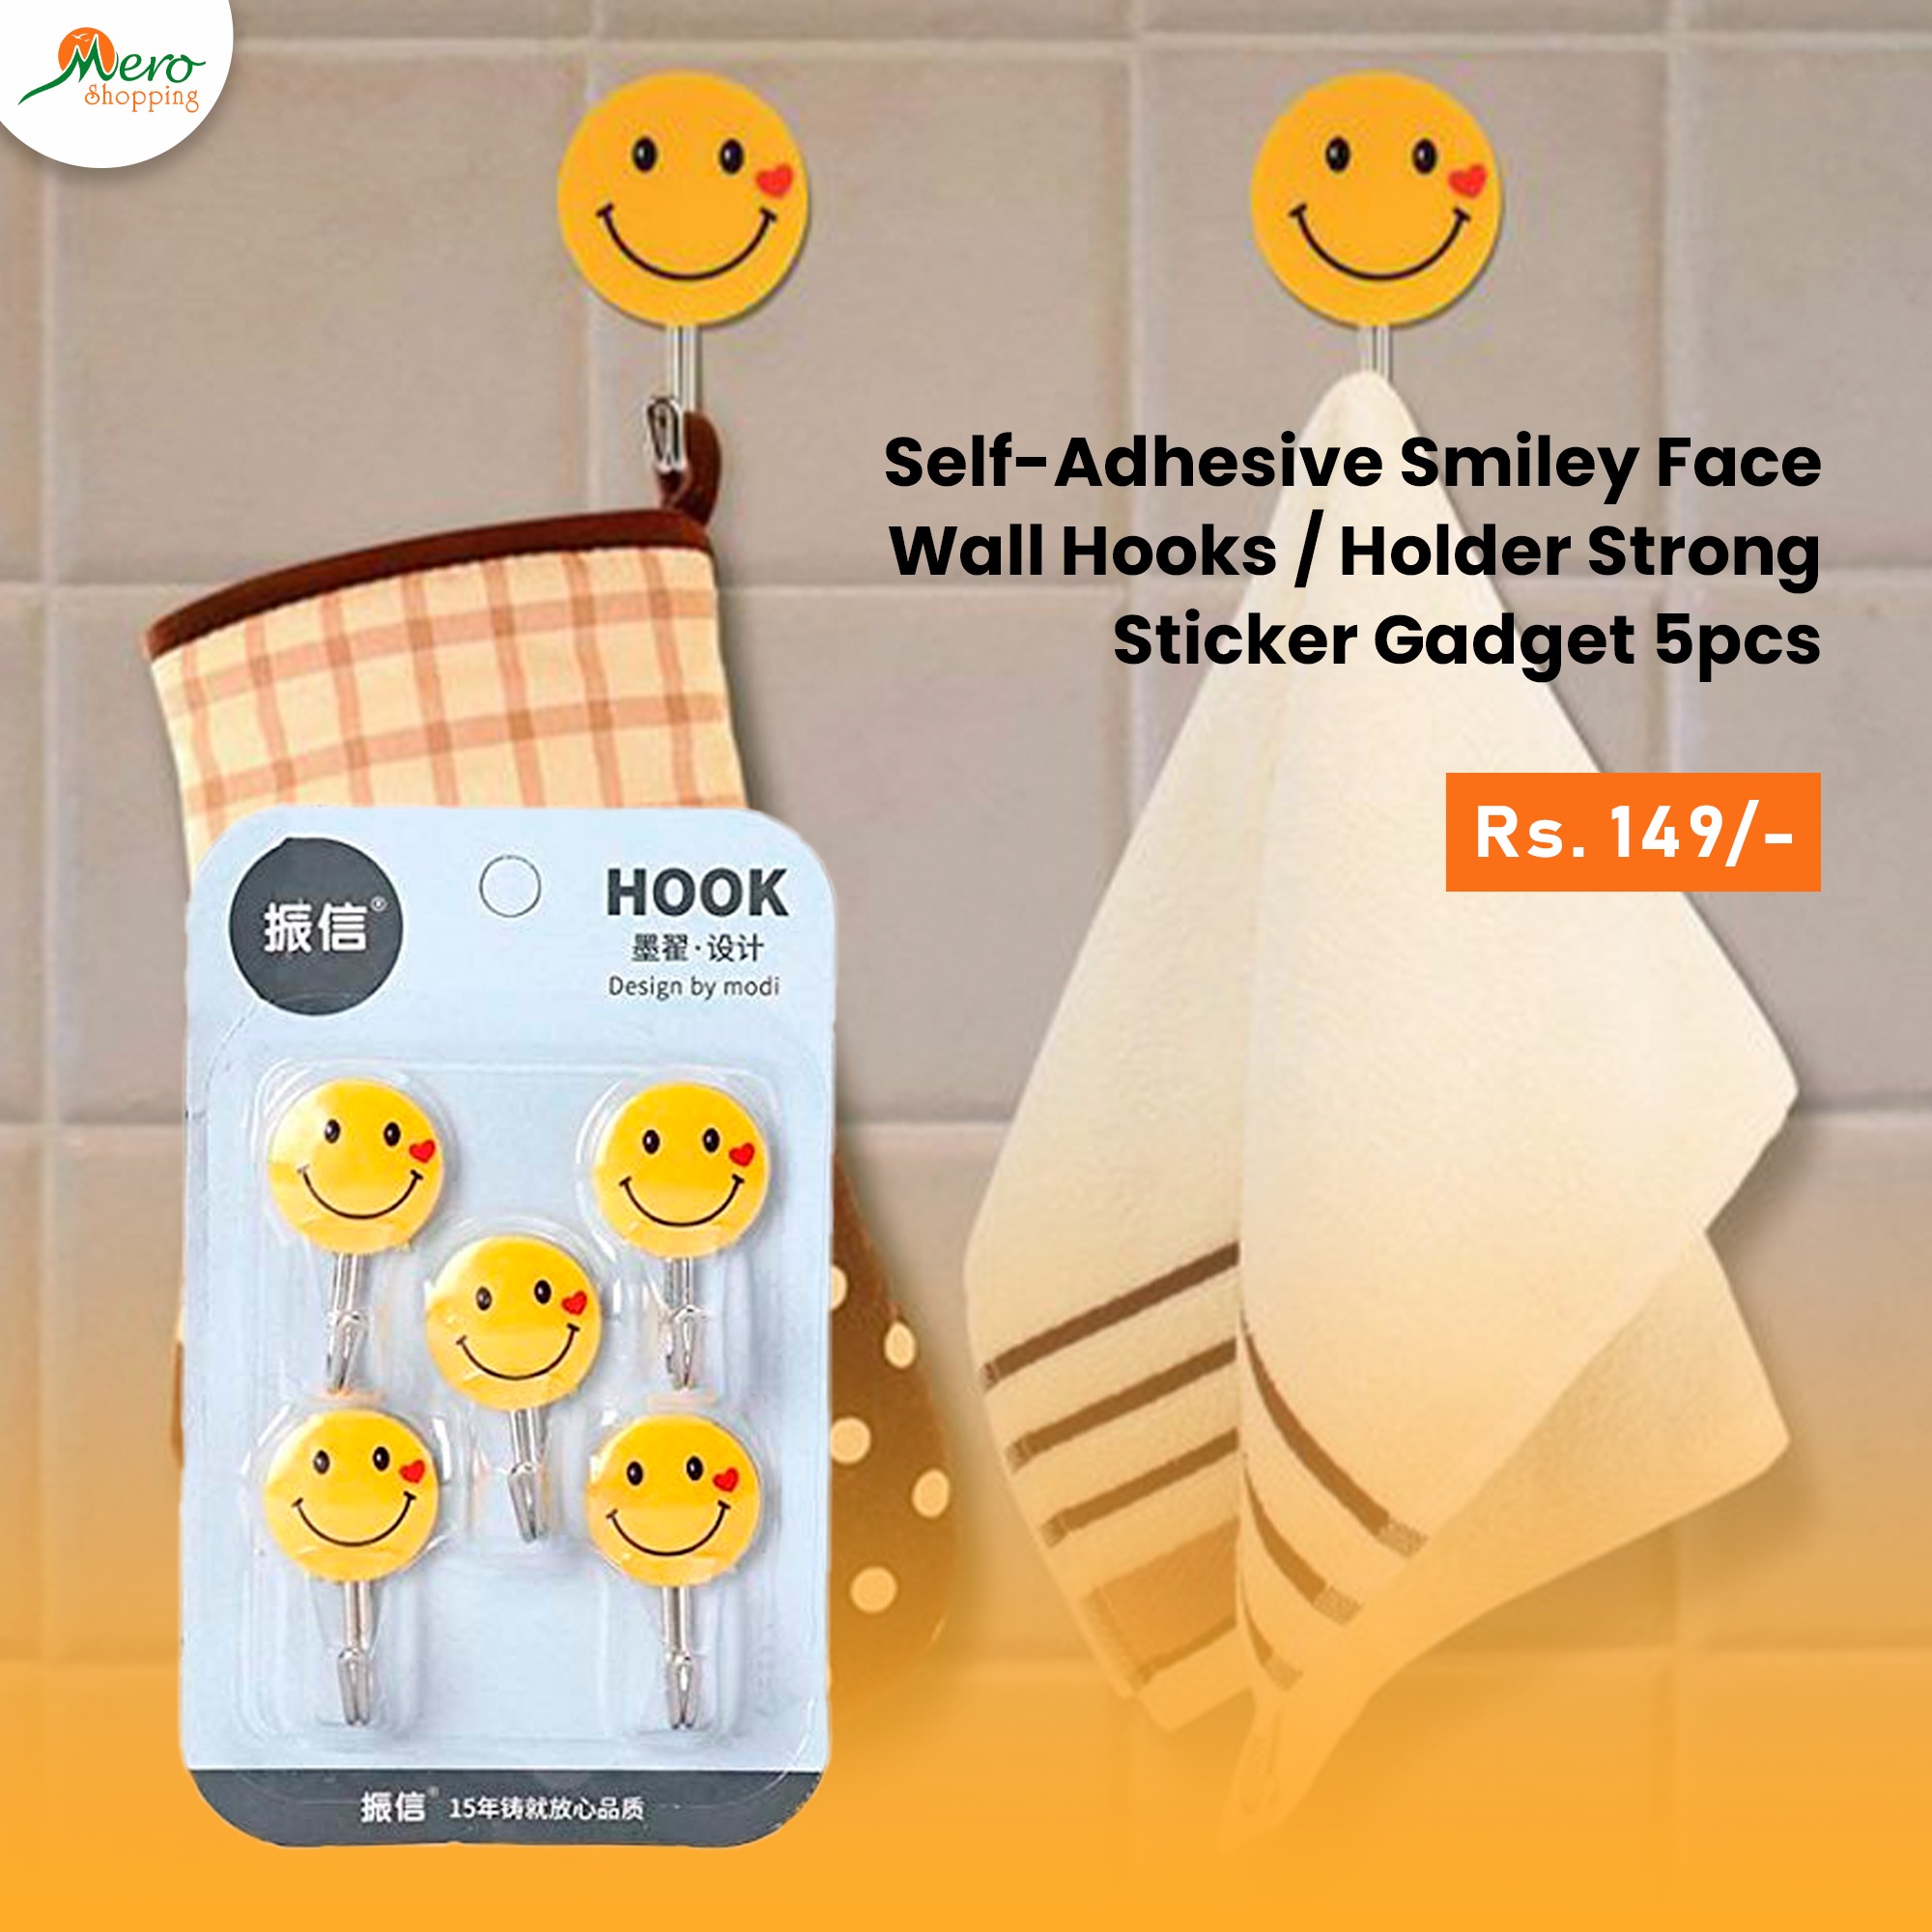 Mero
Shopping
Self-Adhesive Smiley Face
Wall Hooks / Holder Strong
Sticker Gadget 5pcs
Rs. 149/-
振信®
HOOK
墨翟·设计
Design by modi
振信® 15年铸就放心品质